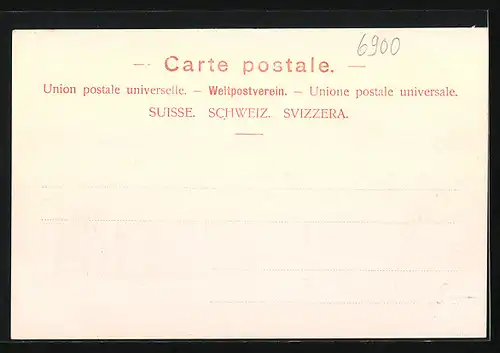 6900
— Carte postale. —
Union postale universelle. — Weltpostverein. — Unione postale universale.
SUISSE. SCHWEIZ. SVIZZERA.